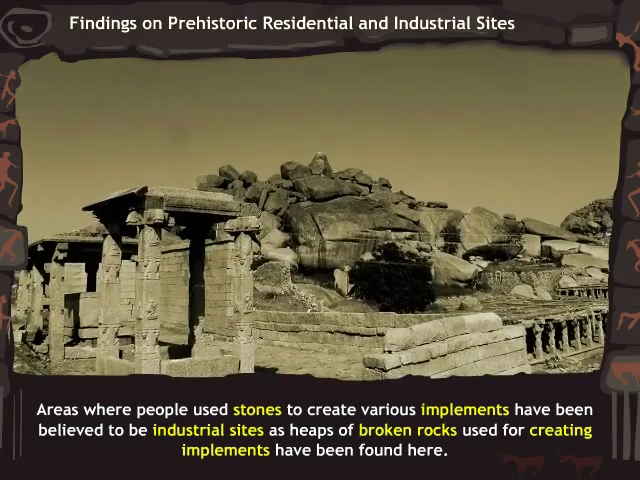 Findings on Prehistoric Residential and Industrial Sites
Areas where people used stones to create various implements have been
believed to be industrial sites as heaps of broken rocks used for creating
implements have been found here.